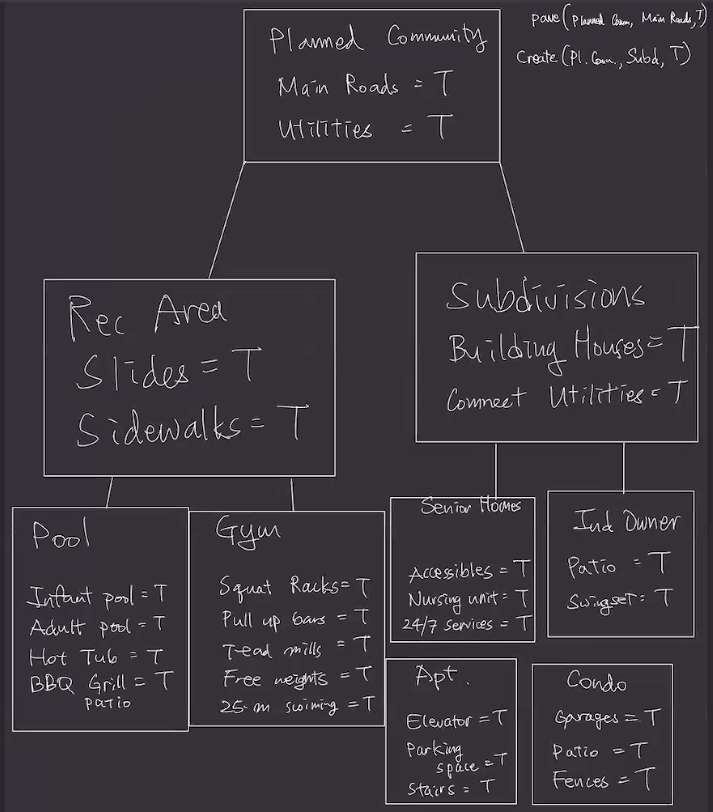 Planned Community
Main Roads = T
Utilities = T
pave (Planned Comm, Main Roads, T)
Create (Pl. Com., Subd, T)
Rec Area
Slides = T
Sidewalks = T
Subdivisions
Building Houses = T
Connect Utilities = T
Pool
Infant pool = T
Adult pool = T
Hot Tub = T
BBQ Grill = T
patio
Gym
Squat Racks = T
Pull up bars = T
Tread mills = T
Free weights = T
25-m swiming = T
Senior Homes
Accessibles = T
Nursing unit = T
24/7 services = T
Ind Owner
Patio = T
Swingset = T
Apt.
Elevator = T
Parking
space = T
Stairs = T
Condo
Garages = T
Patio = T
Fences = T